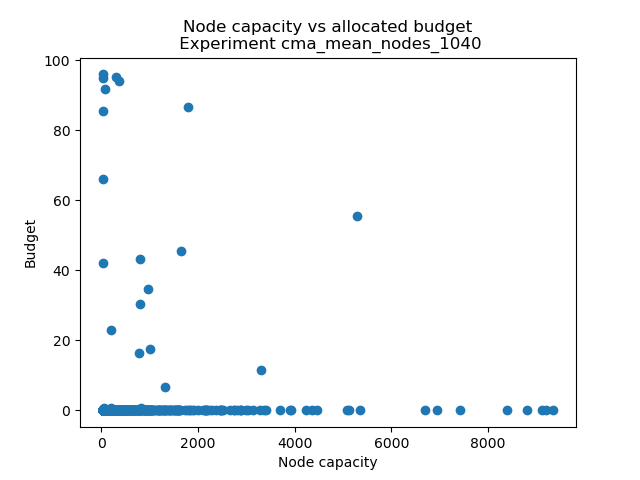 Node capacity vs allocated budget
Experiment cma_mean_nodes_1040
100
80
60
40
20
0
Budget
0 2000 4000 6000 8000
Node capacity